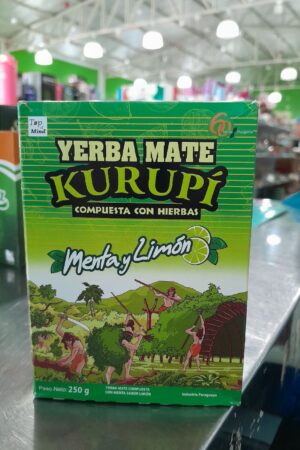 Top
Mind
YERBA MATE
KURUPÍ
COMPUESTA CON HIERBAS
Menta y Limón
Peso Neto: 250 g
YERBA MATE COMPUESTA
CON MENTA SABOR LIMÓN
Industria Paraguaya